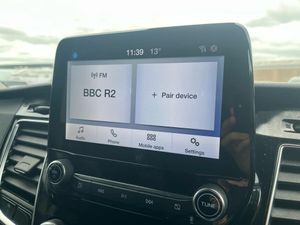 11:39 13°
FM
BBC R2
+ Pair device
Audio
Phone
Mobile apps
Settings
TUNE